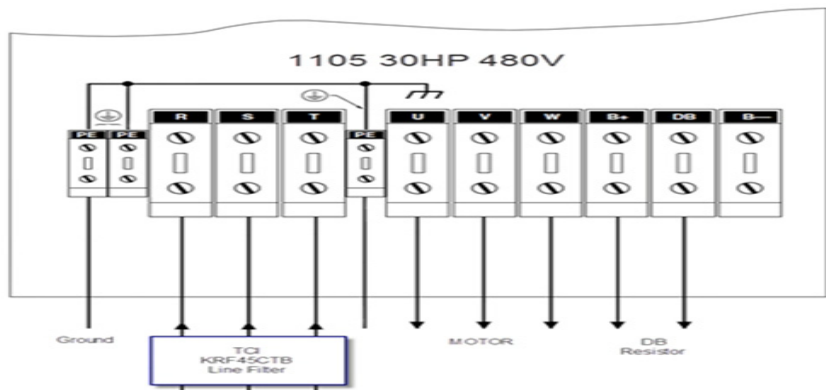 1105 30HP 480V
PE PE R S T PE U V W B+ DB B—
Ground
TCI
KRF45CTB
Line Filter
MOTOR
DB
Resistor